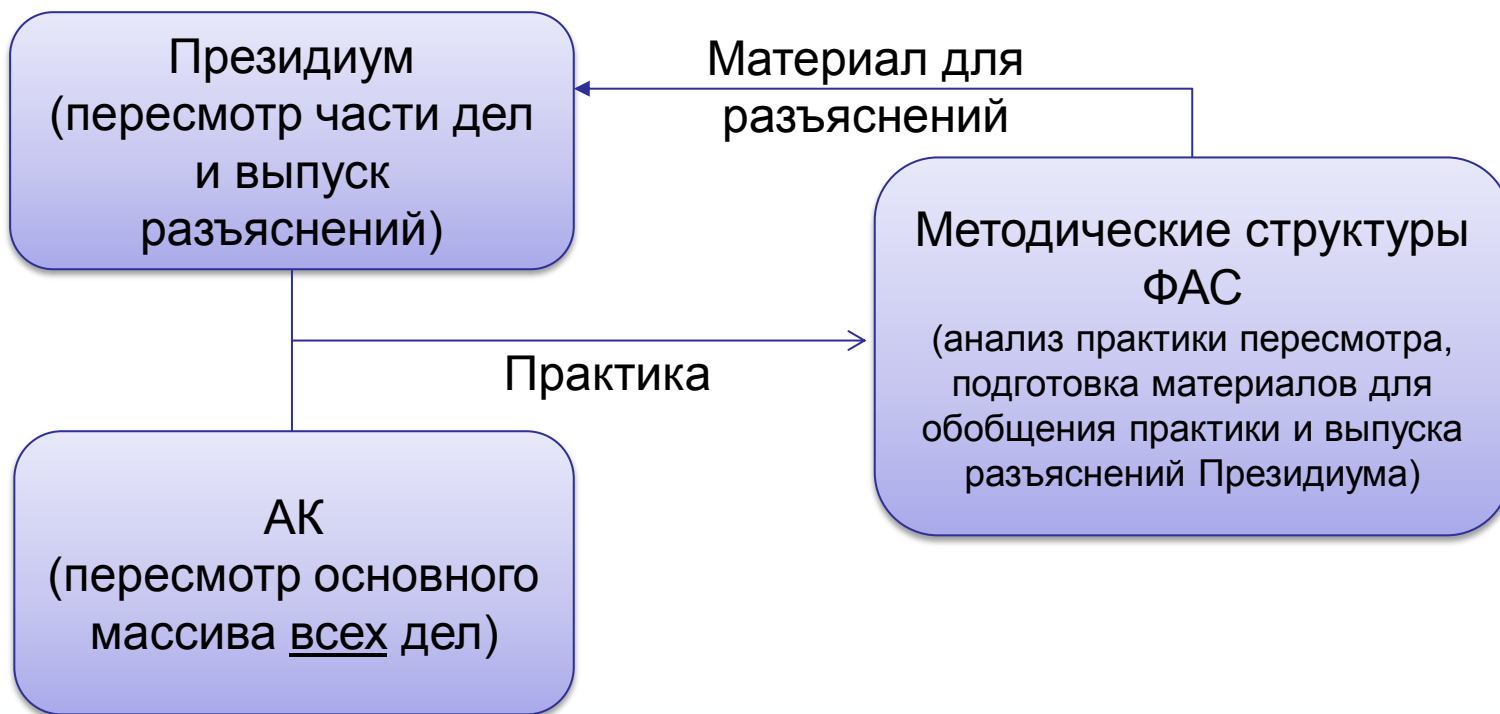 Президиум
(пересмотр части дел
и выпуск
разъяснений)
Материал для
разъяснений
Методические структуры
ФАС
(анализ практики пересмотра,
подготовка материалов для
обобщения практики и выпуска
разъяснений Президиума)
Практика
АК
(пересмотр основного
массива всех дел)